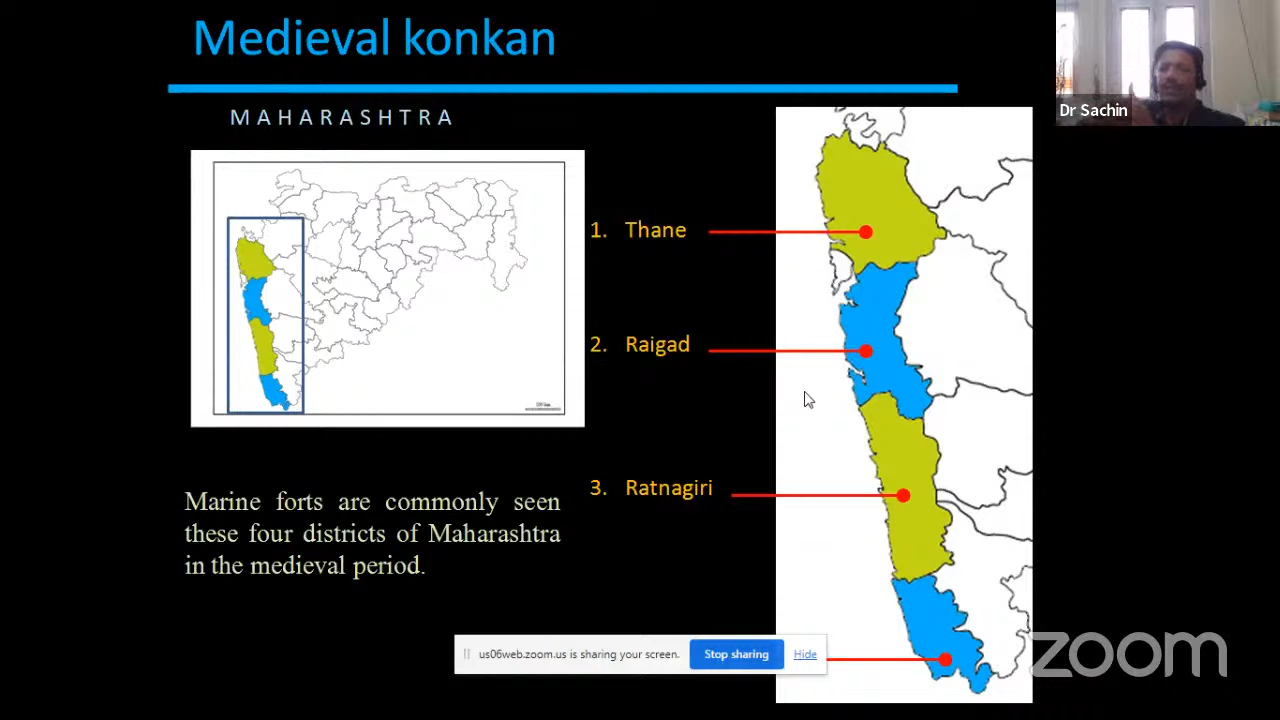 Medieval konkan
MAHARASHTRA
Dr Sachin
1. Thane
2. Raigad
3. Ratnagiri
Marine forts are commonly seen
these four districts of Maharashtra
in the medieval period.
us06web.zoom.us is sharing your screen. Stop sharing Hide
zoom